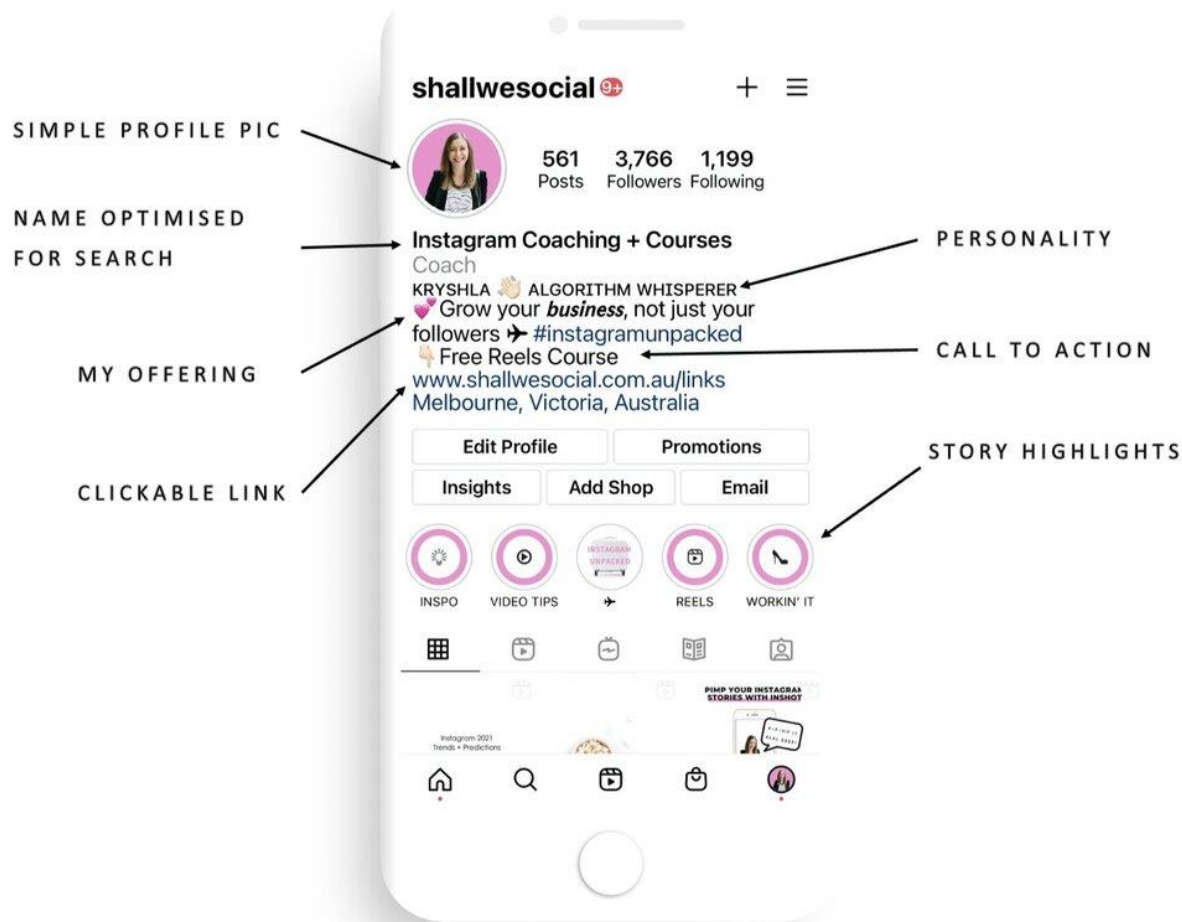 shallwesocial 9+
SIMPLE PROFILE PIC
561 3,766 1,199
Posts Followers Following
NAME OPTIMISED
FOR SEARCH
Instagram Coaching + Courses
Coach
KRYSHLA 👋🏻 ALGORITHM WHISPERER
PERSONALITY
💕 Grow your business, not just your
followers ✈ #instagramunpacked
MY OFFERING
👇🏻 Free Reels Course
CALL TO ACTION
www.shallwesocial.com.au/links
Melbourne, Victoria, Australia
CLICKABLE LINK
Edit Profile Promotions
Insights Add Shop Email
STORY HIGHLIGHTS
INSTAGRAM
UNPACKED
INSPO VIDEO TIPS ✈ REELS WORKIN' IT
PIMP YOUR INSTAGRAM
STORIES WITH INSHOT
Instagram 2021
Trends + Predictions